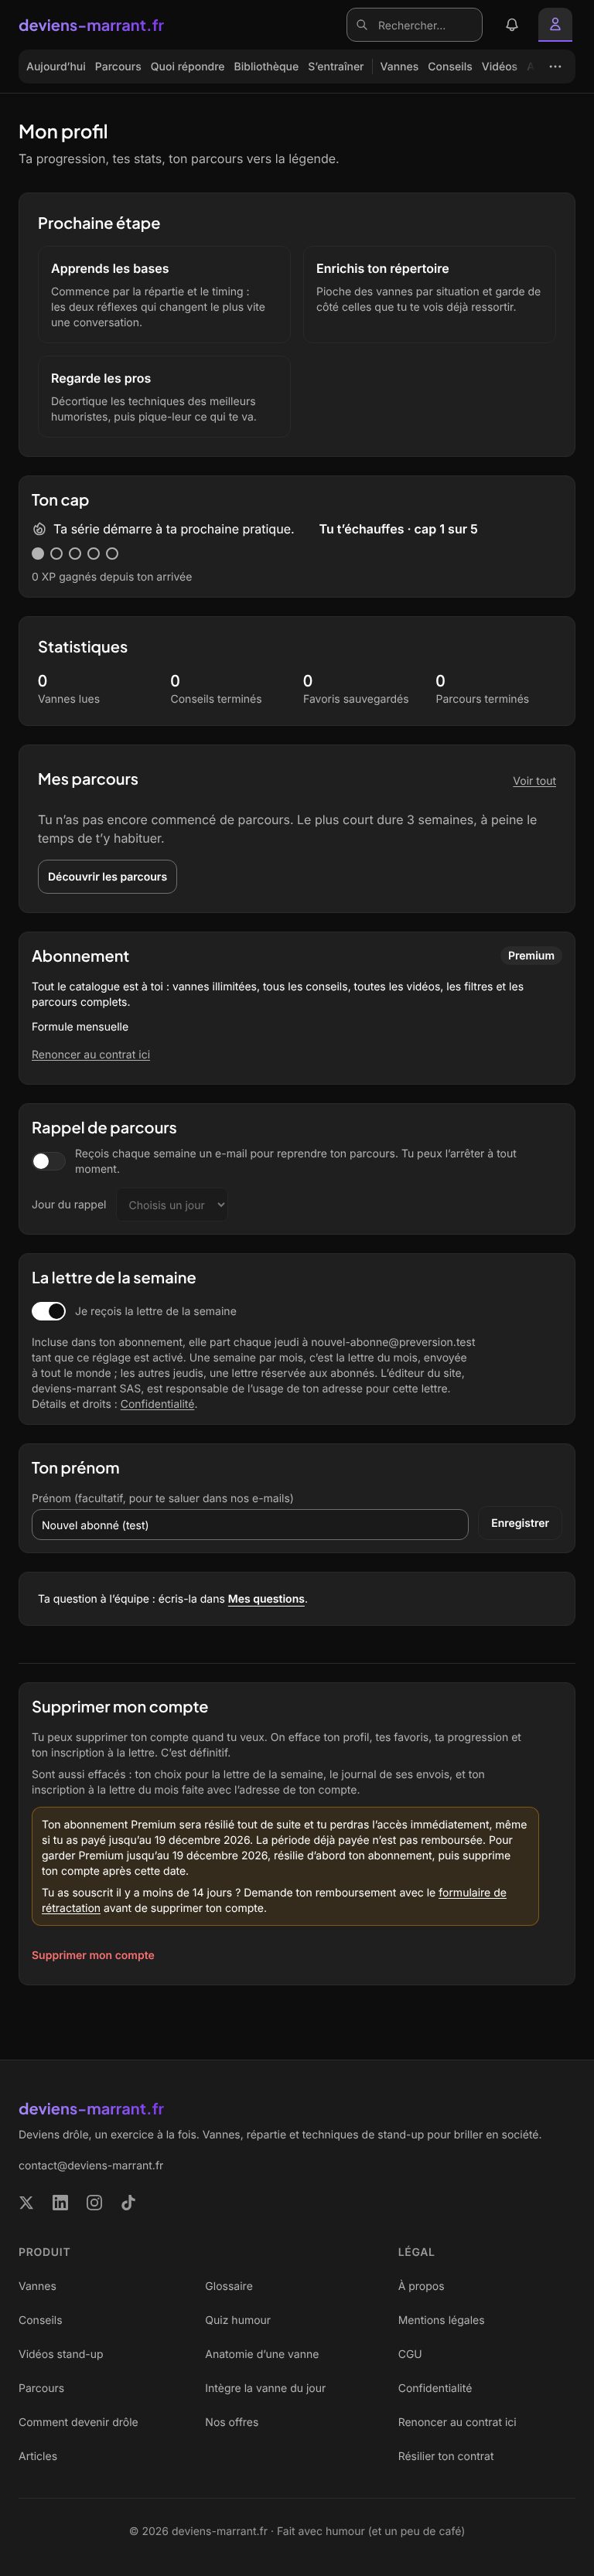 deviens-marrant.fr
Rechercher...
Aujourd’hui Parcours Quoi répondre Bibliothèque S’entraîner Vannes Conseils Vidéos
Mon profil
Ta progression, tes stats, ton parcours vers la légende.
Prochaine étape
Apprends les bases
Commence par la répartie et le timing :
les deux réflexes qui changent le plus vite
une conversation.
Enrichis ton répertoire
Pioche des vannes par situation et garde de
côté celles que tu te vois déjà ressortir.
Regarde les pros
Décortique les techniques des meilleurs
humoristes, puis pique-leur ce qui te va.
Ton cap
Ta série démarre à ta prochaine pratique.
Tu t’échauffes · cap 1 sur 5
0 XP gagnés depuis ton arrivée
Statistiques
0
Vannes lues
0
Conseils terminés
0
Favoris sauvegardés
0
Parcours terminés
Mes parcours
Voir tout
Tu n’as pas encore commencé de parcours. Le plus court dure 3 semaines, à peine le
temps de t’y habituer.
Découvrir les parcours
Abonnement
Premium
Tout le catalogue est à toi : vannes illimitées, tous les conseils, toutes les vidéos, les filtres et les
parcours complets.
Formule mensuelle
Renoncer au contrat ici
Rappel de parcours
Reçois chaque semaine un e-mail pour reprendre ton parcours. Tu peux l’arrêter à tout
moment.
Jour du rappel
Choisis un jour
La lettre de la semaine
Je reçois la lettre de la semaine
Incluse dans ton abonnement, elle part chaque jeudi à nouvel-abonne@preversion.test
tant que ce réglage est activé. Une semaine par mois, c’est la lettre du mois, envoyée
à tout le monde ; les autres jeudis, une lettre réservée aux abonnés. L’éditeur du site,
deviens-marrant SAS, est responsable de l’usage de ton adresse pour cette lettre.
Détails et droits : Confidentialité.
Ton prénom
Prénom (facultatif, pour te saluer dans nos e-mails)
Nouvel abonné (test)
Enregistrer
Ta question à l’équipe : écris-la dans Mes questions.
Supprimer mon compte
Tu peux supprimer ton compte quand tu veux. On efface ton profil, tes favoris, ta progression et
ton inscription à la lettre. C’est définitif.
Sont aussi effacés : ton choix pour la lettre de la semaine, le journal de ses envois, et ton
inscription à la lettre du mois faite avec l’adresse de ton compte.
Ton abonnement Premium sera résilié tout de suite et tu perdras l’accès immédiatement, même
si tu as payé jusqu’au 19 décembre 2026. La période déjà payée n’est pas remboursée. Pour
garder Premium jusqu’au 19 décembre 2026, résilie d’abord ton abonnement, puis supprime
ton compte après cette date.
Tu as souscrit il y a moins de 14 jours ? Demande ton remboursement avec le formulaire de
rétractation avant de supprimer ton compte.
Supprimer mon compte
deviens-marrant.fr
Deviens drôle, un exercice à la fois. Vannes, répartie et techniques de stand-up pour briller en société.
contact@deviens-marrant.fr
PRODUIT
Vannes
Conseils
Vidéos stand-up
Parcours
Comment devenir drôle
Articles
Glossaire
Quiz humour
Anatomie d’une vanne
Intègre la vanne du jour
Nos offres
LÉGAL
À propos
Mentions légales
CGU
Confidentialité
Renoncer au contrat ici
Résilier ton contrat
© 2026 deviens-marrant.fr · Fait avec humour (et un peu de café)